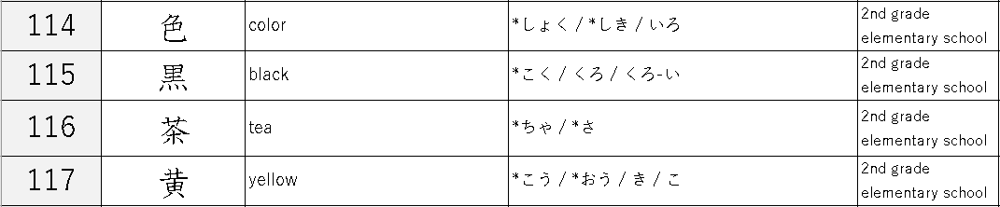 114 色 color *しょく / *しき / いろ 2nd grade
elementary school
115 黒 black *こく / くろ / くろ-い 2nd grade
elementary school
116 茶 tea *ちゃ / *さ 2nd grade
elementary school
117 黄 yellow *こう / *おう / き / こ 2nd grade
elementary school